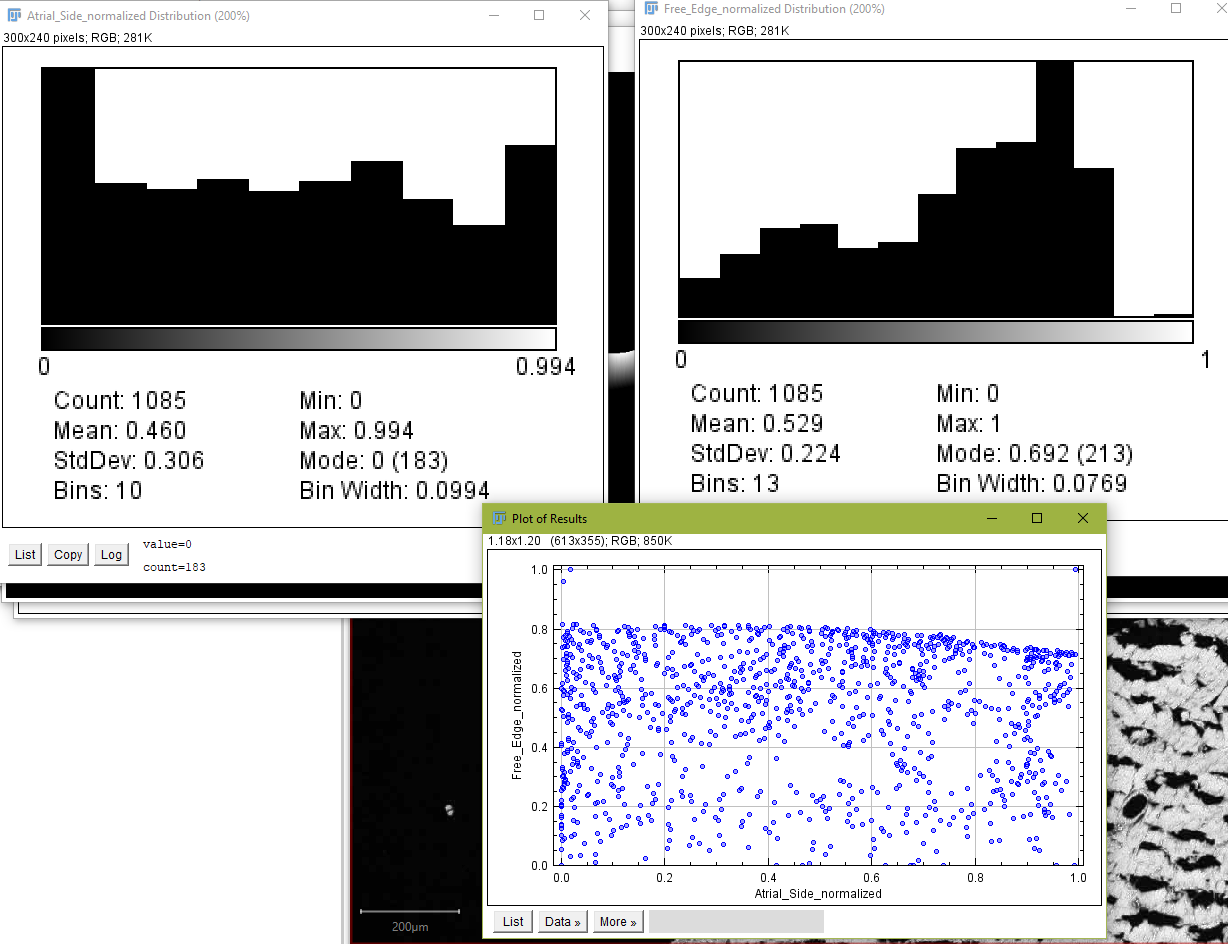 Atrial_Side_normalized Distribution (200%)
300x240 pixels; RGB; 281K
0 0.994
Count: 1085 Min: 0
Mean: 0.460 Max: 0.994
StdDev: 0.306 Mode: 0 (183)
Bins: 10 Bin Width: 0.0994
List Copy Log value=0
count=183
Free_Edge_normalized Distribution (200%)
300x240 pixels; RGB; 281K
0 1
Count: 1085 Min: 0
Mean: 0.529 Max: 1
StdDev: 0.224 Mode: 0.692 (213)
Bins: 13 Bin Width: 0.0769
Plot of Results
1.18x1.20 (613x355); RGB; 850K
1.0
0.8
0.6
0.4
0.2
0.0
Free_Edge_normalized
0.0 0.2 0.4 0.6 0.8 1.0
Atrial_Side_normalized
List Data » More »
200µm